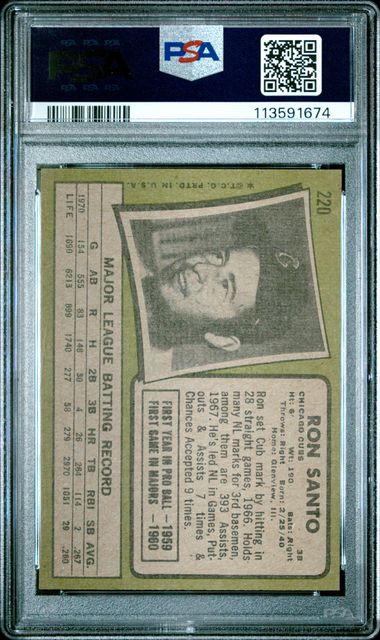 PSA
PSA
113591674
220
RON SANTO
CHICAGO CUBS 3B
Ht: 6' Wt: 190 Bats: Right
Throws: Right Born: 2/25/40
Home: Glenview, Ill.
Ron set Cub mark by hitting in
28 straight games, 1966. Holds
many NL marks for 3rd basemen,
among them are 393 Assists,
1967. He's led NL in Games, Put-
outs & Assists 7 times &
Chances Accepted 9 times.
FIRST YEAR IN PRO BALL — 1959
FIRST GAME IN MAJORS — 1960
MAJOR LEAGUE BATTING RECORD
G AB R H 2B 3B HR TB RBI SB AVG.
1970 154 555 83 148 30 4 26 264 114 2 .267
LIFE 1690 6213 899 1740 277 58 279 2970 1051 29 .280
©T.C.G. PRTD. IN U.S.A.